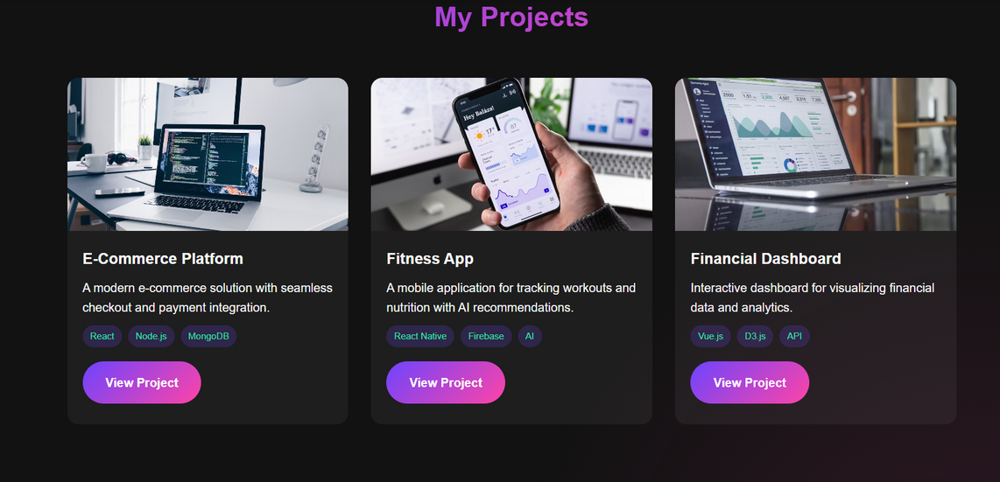 My Projects
E-Commerce Platform
A modern e-commerce solution with seamless
checkout and payment integration.
React Node.js MongoDB
View Project
Hey Balázs!
17°
87
Fitness App
A mobile application for tracking workouts and
nutrition with AI recommendations.
React Native Firebase AI
View Project
Financial Dashboard
Interactive dashboard for visualizing financial
data and analytics.
Vue.js D3.js API
View Project